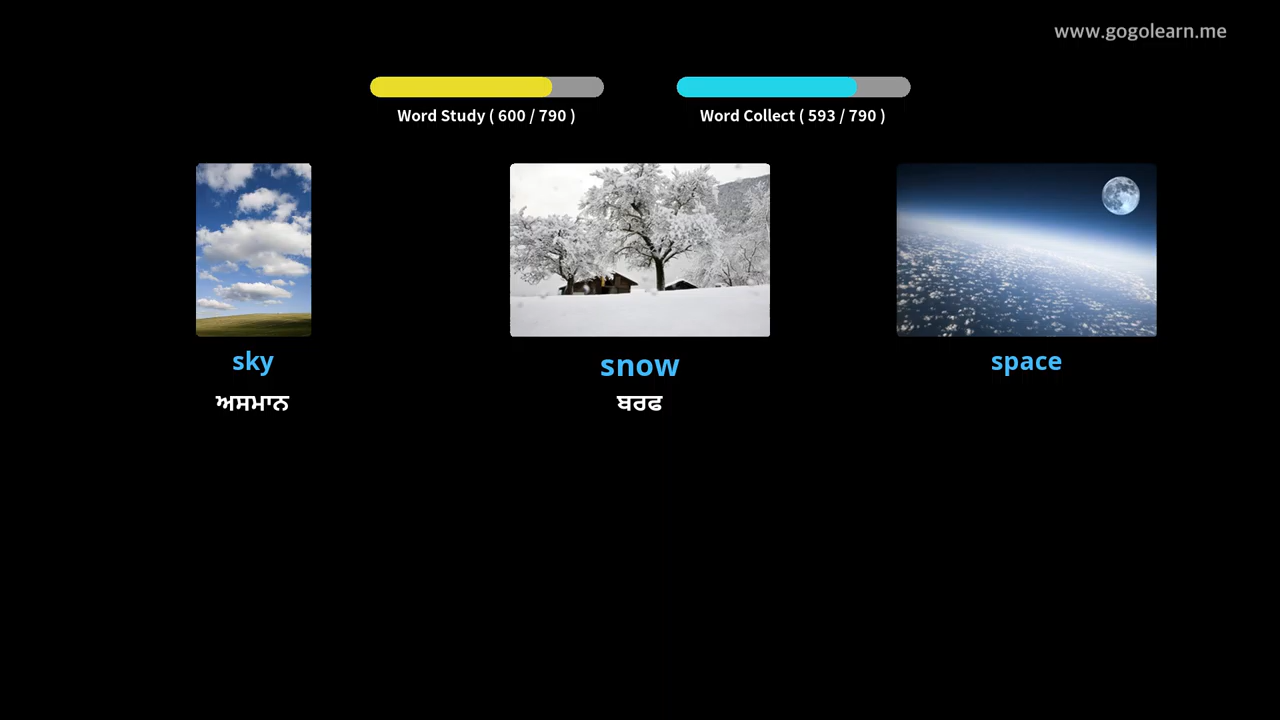 www.gogolearn.me
Word Study ( 600 / 790 )
Word Collect ( 593 / 790 )
sky
snow
space
ਅਸਮਾਨ
ਬਰਫ